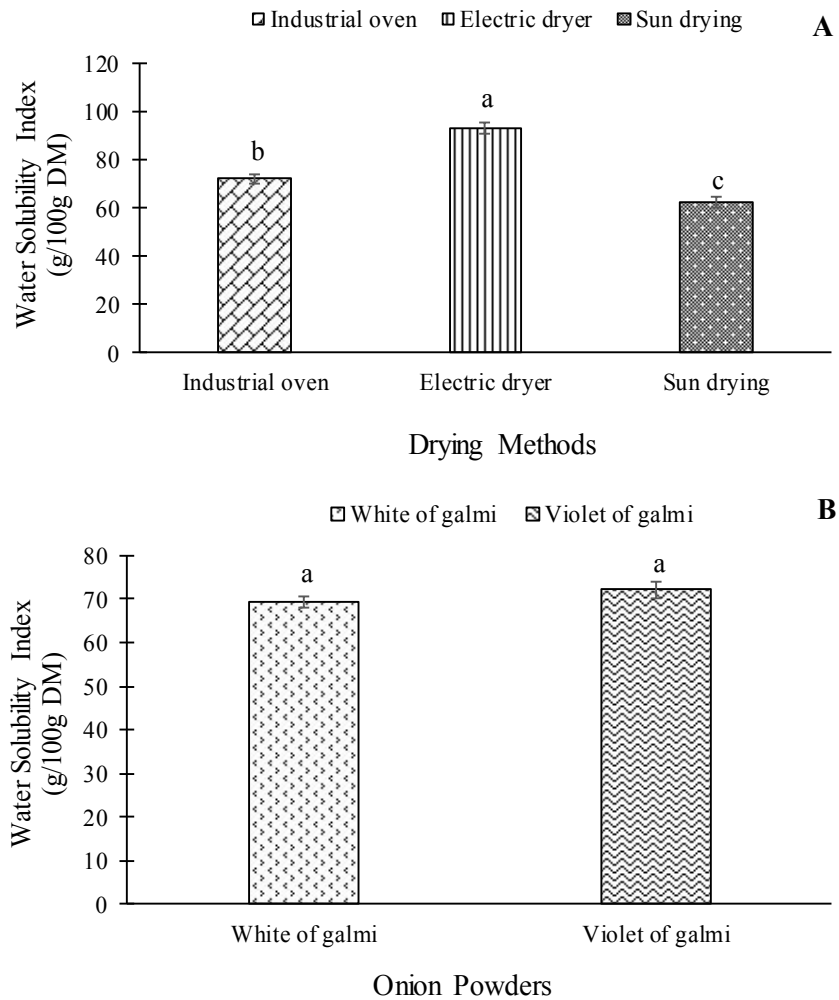 Industrial oven Electric dryer Sun drying
A
Water Solubility Index
(g/100g DM)
120
100
80
60
40
20
0
b
a
c
Industrial oven Electric dryer Sun drying
Drying Methods
White of galmi Violet of galmi
B
Water Solubility Index
(g/100g DM)
80
70
60
50
40
30
20
10
0
a
a
White of galmi Violet of galmi
Onion Powders